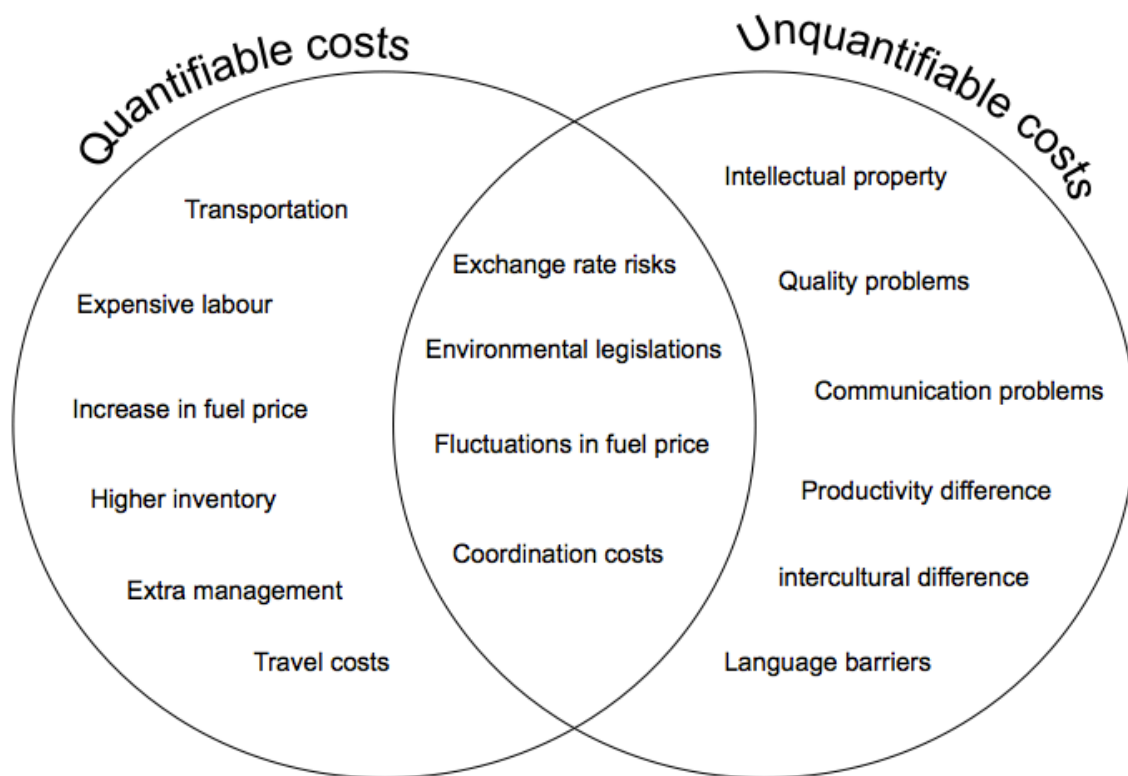 Quantifiable costs
Unquantifiable costs
Transportation
Expensive labour
Increase in fuel price
Higher inventory
Extra management
Travel costs
Exchange rate risks
Environmental legislations
Fluctuations in fuel price
Coordination costs
Intellectual property
Quality problems
Communication problems
Productivity difference
intercultural difference
Language barriers